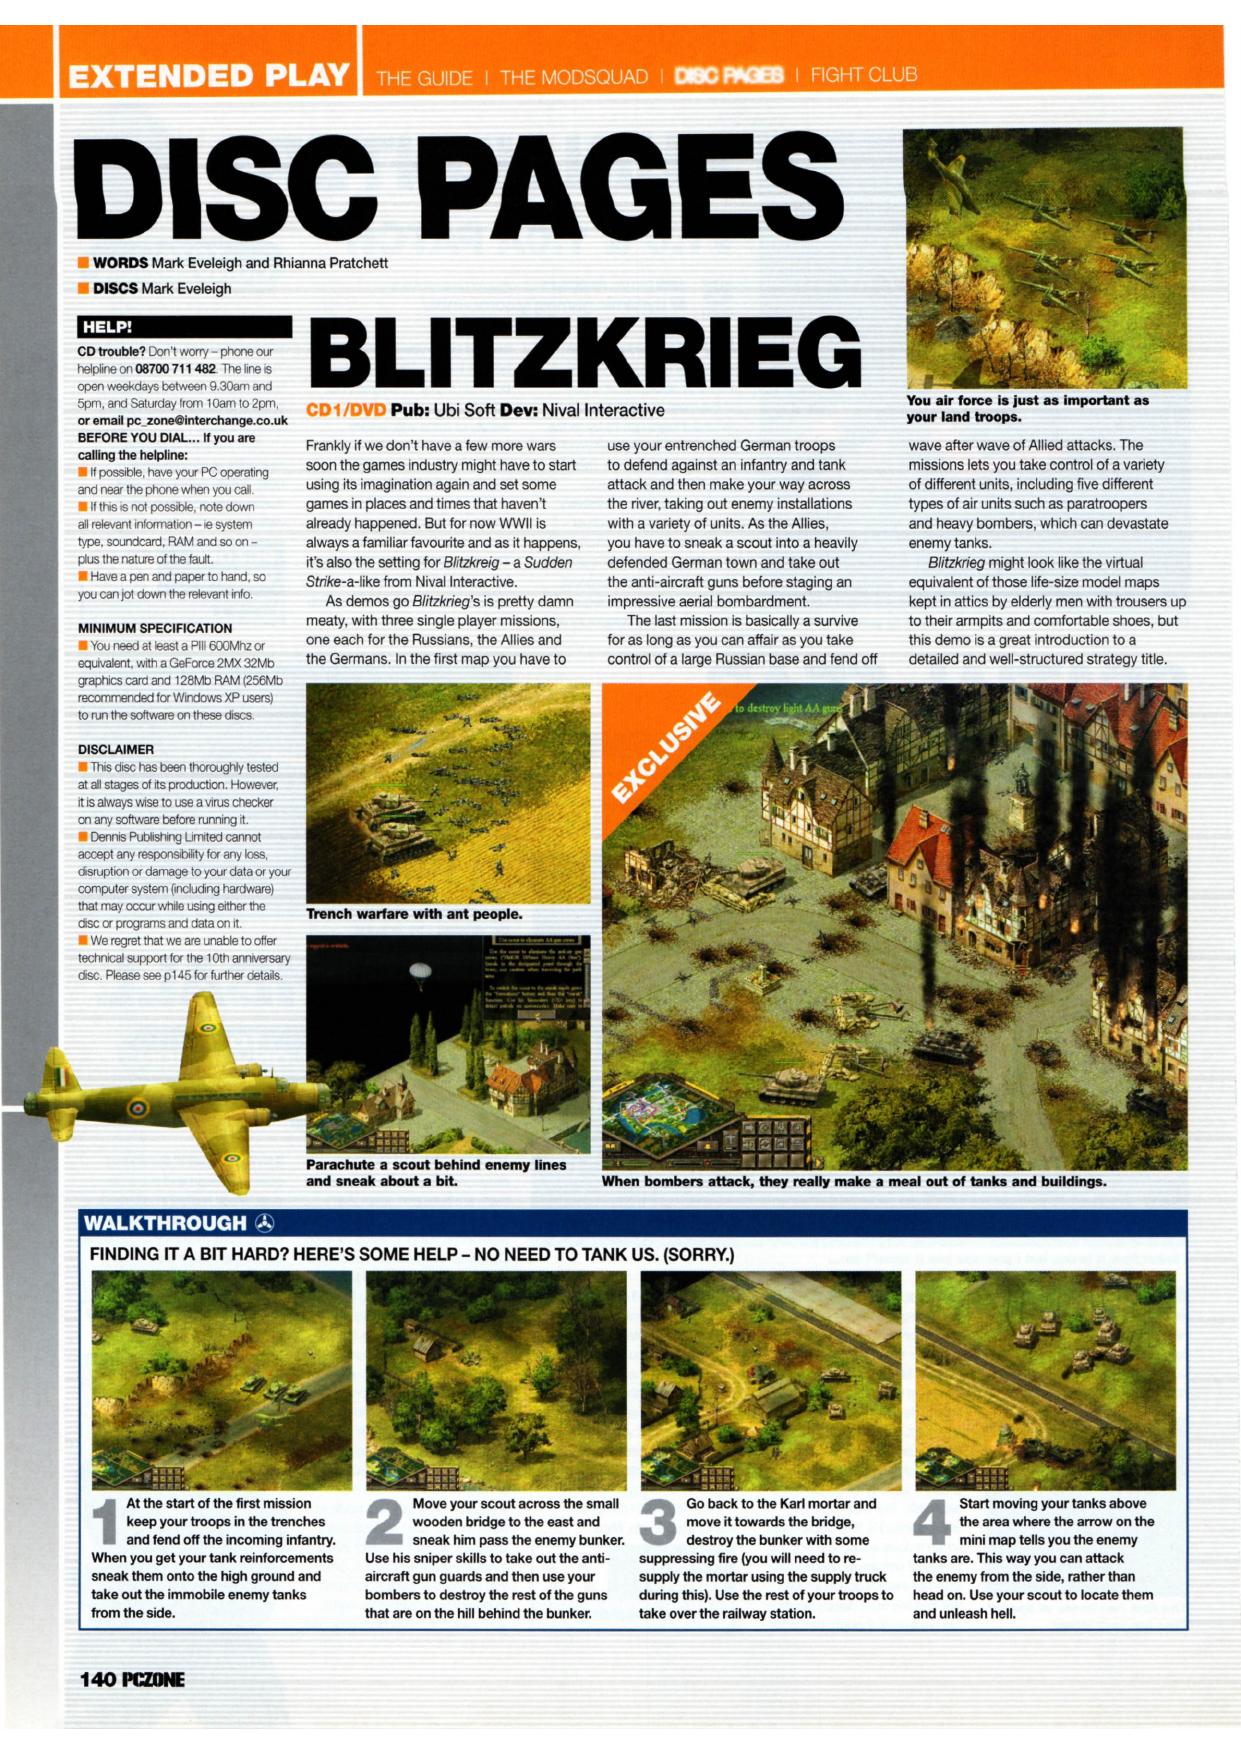 EXTENDED PLAY
THE GUIDE | THE MODSQUAD | DISC PAGES | FIGHT CLUB
DISC PAGES
WORDS Mark Eveleigh and Rhianna Pratchett
DISCS Mark Eveleigh
HELP!
CD trouble? Don't worry – phone our
helpline on 08700 711 482. The line is
open weekdays between 9.30am and
5pm, and Saturday from 10am to 2pm,
or email pc_zone@interchange.co.uk
BEFORE YOU DIAL... If you are
calling the helpline:
If possible, have your PC operating
and near the phone when you call.
If this is not possible, note down
all relevant information – ie system
type, soundcard, RAM and so on –
plus the nature of the fault.
Have a pen and paper to hand, so
you can jot down the relevant info.
MINIMUM SPECIFICATION
You need at least a PIII 600Mhz or
equivalent, with a GeForce 2MX 32Mb
graphics card and 128Mb RAM (256Mb
recommended for Windows XP users)
to run the software on these discs.
DISCLAIMER
This disc has been thoroughly tested
at all stages of its production. However,
it is always wise to use a virus checker
on any software before running it.
Dennis Publishing Limited cannot
accept any responsibility for any loss,
disruption or damage to your data or your
computer system (including hardware)
that may occur while using either the
disc or programs and data on it.
We regret that we are unable to offer
technical support for the 10th anniversary
disc. Please see p145 for further details.
BLITZKRIEG
CD1/DVD Pub: Ubi Soft Dev: Nival Interactive
Frankly if we don't have a few more wars
soon the games industry might have to start
using its imagination again and set some
games in places and times that haven't
already happened. But for now WWII is
always a familiar favourite and as it happens,
it's also the setting for Blitzkreig – a Sudden
Strike-a-like from Nival Interactive.
As demos go Blitzkrieg's is pretty damn
meaty, with three single player missions,
one each for the Russians, the Allies and
the Germans. In the first map you have to
use your entrenched German troops
to defend against an infantry and tank
attack and then make your way across
the river, taking out enemy installations
with a variety of units. As the Allies,
you have to sneak a scout into a heavily
defended German town and take out
the anti-aircraft guns before staging an
impressive aerial bombardment.
The last mission is basically a survive
for as long as you can affair as you take
control of a large Russian base and fend off
You air force is just as important as
your land troops.
wave after wave of Allied attacks. The
missions lets you take control of a variety
of different units, including five different
types of air units such as paratroopers
and heavy bombers, which can devastate
enemy tanks.
Blitzkrieg might look like the virtual
equivalent of those life-size model maps
kept in attics by elderly men with trousers up
to their armpits and comfortable shoes, but
this demo is a great introduction to a
detailed and well-structured strategy title.
Trench warfare with ant people.
Parachute a scout behind enemy lines
and sneak about a bit.
EXCLUSIVE
to destroy light AA guns
When bombers attack, they really make a meal out of tanks and buildings.
WALKTHROUGH
FINDING IT A BIT HARD? HERE'S SOME HELP – NO NEED TO TANK US. (SORRY.)
1 At the start of the first mission
keep your troops in the trenches
and fend off the incoming infantry.
When you get your tank reinforcements
sneak them onto the high ground and
take out the immobile enemy tanks
from the side.
2 Move your scout across the small
wooden bridge to the east and
sneak him pass the enemy bunker.
Use his sniper skills to take out the anti-
aircraft gun guards and then use your
bombers to destroy the rest of the guns
that are on the hill behind the bunker.
3 Go back to the Karl mortar and
move it towards the bridge,
destroy the bunker with some
suppressing fire (you will need to re-
supply the mortar using the supply truck
during this). Use the rest of your troops to
take over the railway station.
4 Start moving your tanks above
the area where the arrow on the
mini map tells you the enemy
tanks are. This way you can attack
the enemy from the side, rather than
head on. Use your scout to locate them
and unleash hell.
140 PCZONE